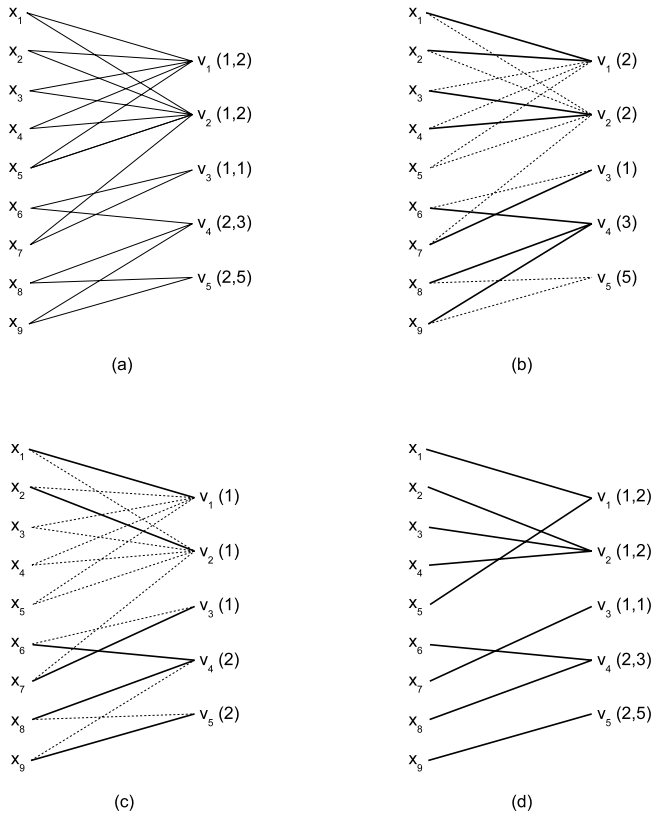 x₁
x₂
v₁ (1,2)
x₃
v₂ (1,2)
x₄
x₅
v₃ (1,1)
x₆
v₄ (2,3)
x₇
x₈
v₅ (2,5)
x₉
(a)
x₁
x₂
v₁ (2)
x₃
v₂ (2)
x₄
x₅
v₃ (1)
x₆
v₄ (3)
x₇
x₈
v₅ (5)
x₉
(b)
x₁
x₂
v₁ (1)
x₃
v₂ (1)
x₄
x₅
v₃ (1)
x₆
v₄ (2)
x₇
x₈
v₅ (2)
x₉
(c)
x₁
x₂
v₁ (1,2)
x₃
v₂ (1,2)
x₄
x₅
v₃ (1,1)
x₆
v₄ (2,3)
x₇
x₈
v₅ (2,5)
x₉
(d)